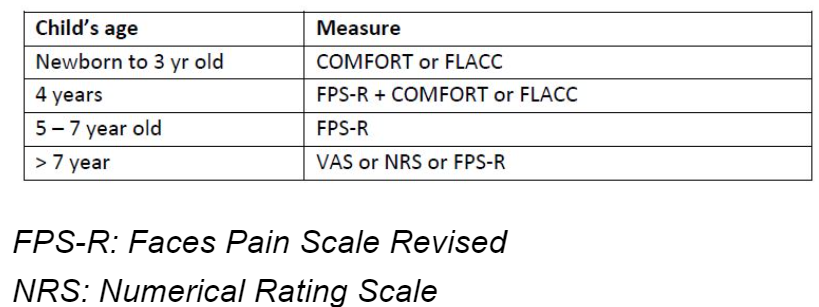 Child's age Measure
Newborn to 3 yr old COMFORT or FLACC
4 years FPS-R + COMFORT or FLACC
5 – 7 year old FPS-R
> 7 year VAS or NRS or FPS-R
FPS-R: Faces Pain Scale Revised
NRS: Numerical Rating Scale